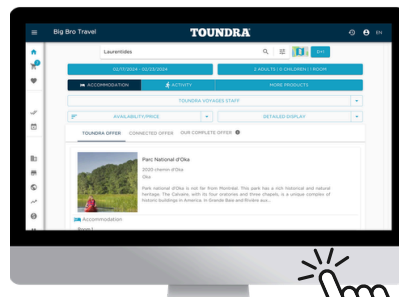 Big Bro Travel
TOUNDRA
EN
Laurentides
02/17/2024 - 02/23/2024
2 ADULTS | 0 CHILDREN | 1 ROOM
ACCOMMODATION
ACTIVITY
MORE PRODUCTS
TOUNDRA VOYAGES STAFF
AVAILABILITY/PRICE
DETAILED DISPLAY
TOUNDRA OFFER
CONNECTED OFFER
OUR COMPLETE OFFER
Parc National d'Oka
2020 chemin d'Oka
Oka
Parc national d'Oka is not far from Montréal. This park has a rich historical and natural
heritage. The Calvaire, with its four oratories and three chapels, is a unique complex of
historic buildings in America. In Grande Baie and Rivière aux...
Accommodation